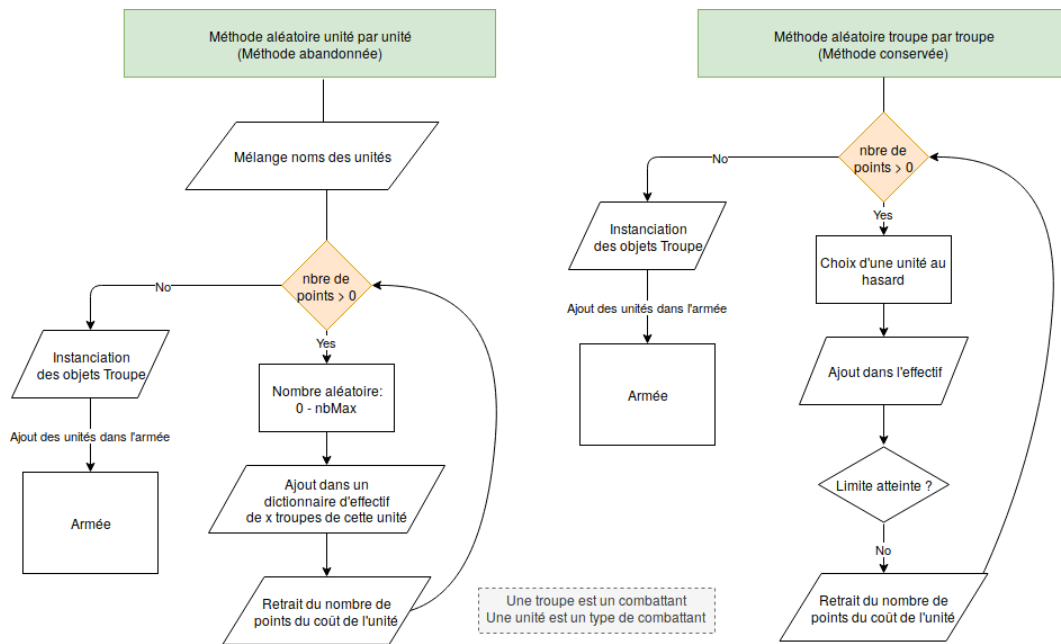 Méthode aléatoire unité par unité
(Méthode abandonnée)
Mélange noms des unités
nbre de
points > 0
No
Yes
Instanciation
des objets Troupe
Ajout des unités dans l'armée
Armée
Nombre aléatoire:
0 - nbMax
Ajout dans un
dictionnaire d'effectif
de x troupes de cette unité
Retrait du nombre de
points du coût de l'unité
Méthode aléatoire troupe par troupe
(Méthode conservée)
nbre de
points > 0
No
Yes
Instanciation
des objets Troupe
Ajout des unités dans l'armée
Armée
Choix d'une unité au
hasard
Ajout dans l'effectif
Limite atteinte ?
No
Retrait du nombre de
points du coût de l'unité
Une troupe est un combattant
Une unité est un type de combattant